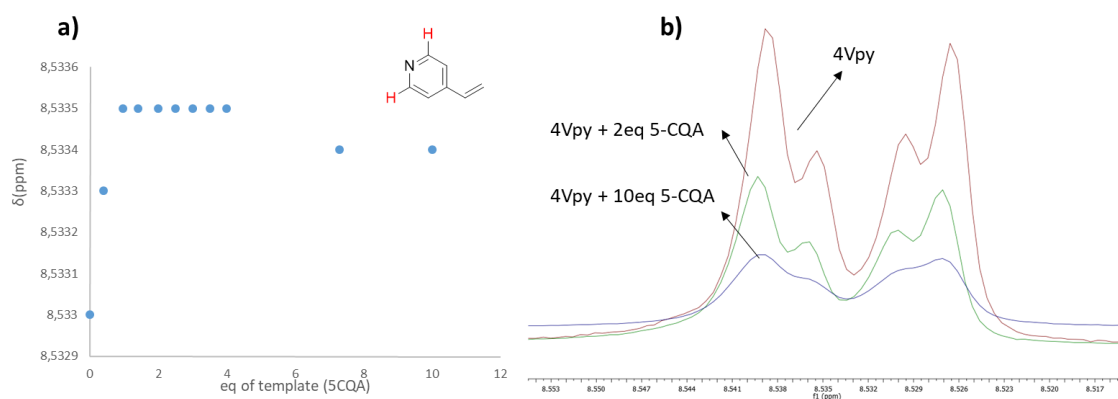 a)
8,5336
8,5335
8,5334
8,5333
8,5332
8,5331
8,533
8,5329
δ(ppm)
0 2 4 6 8 10 12
eq of template (5CQA)
H
N
H
b)
4Vpy
4Vpy + 2eq 5-CQA
4Vpy + 10eq 5-CQA
8.553 8.550 8.547 8.544 8.541 8.538 8.535 8.532 8.529 8.526 8.523 8.520 8.517
f1 (ppm)